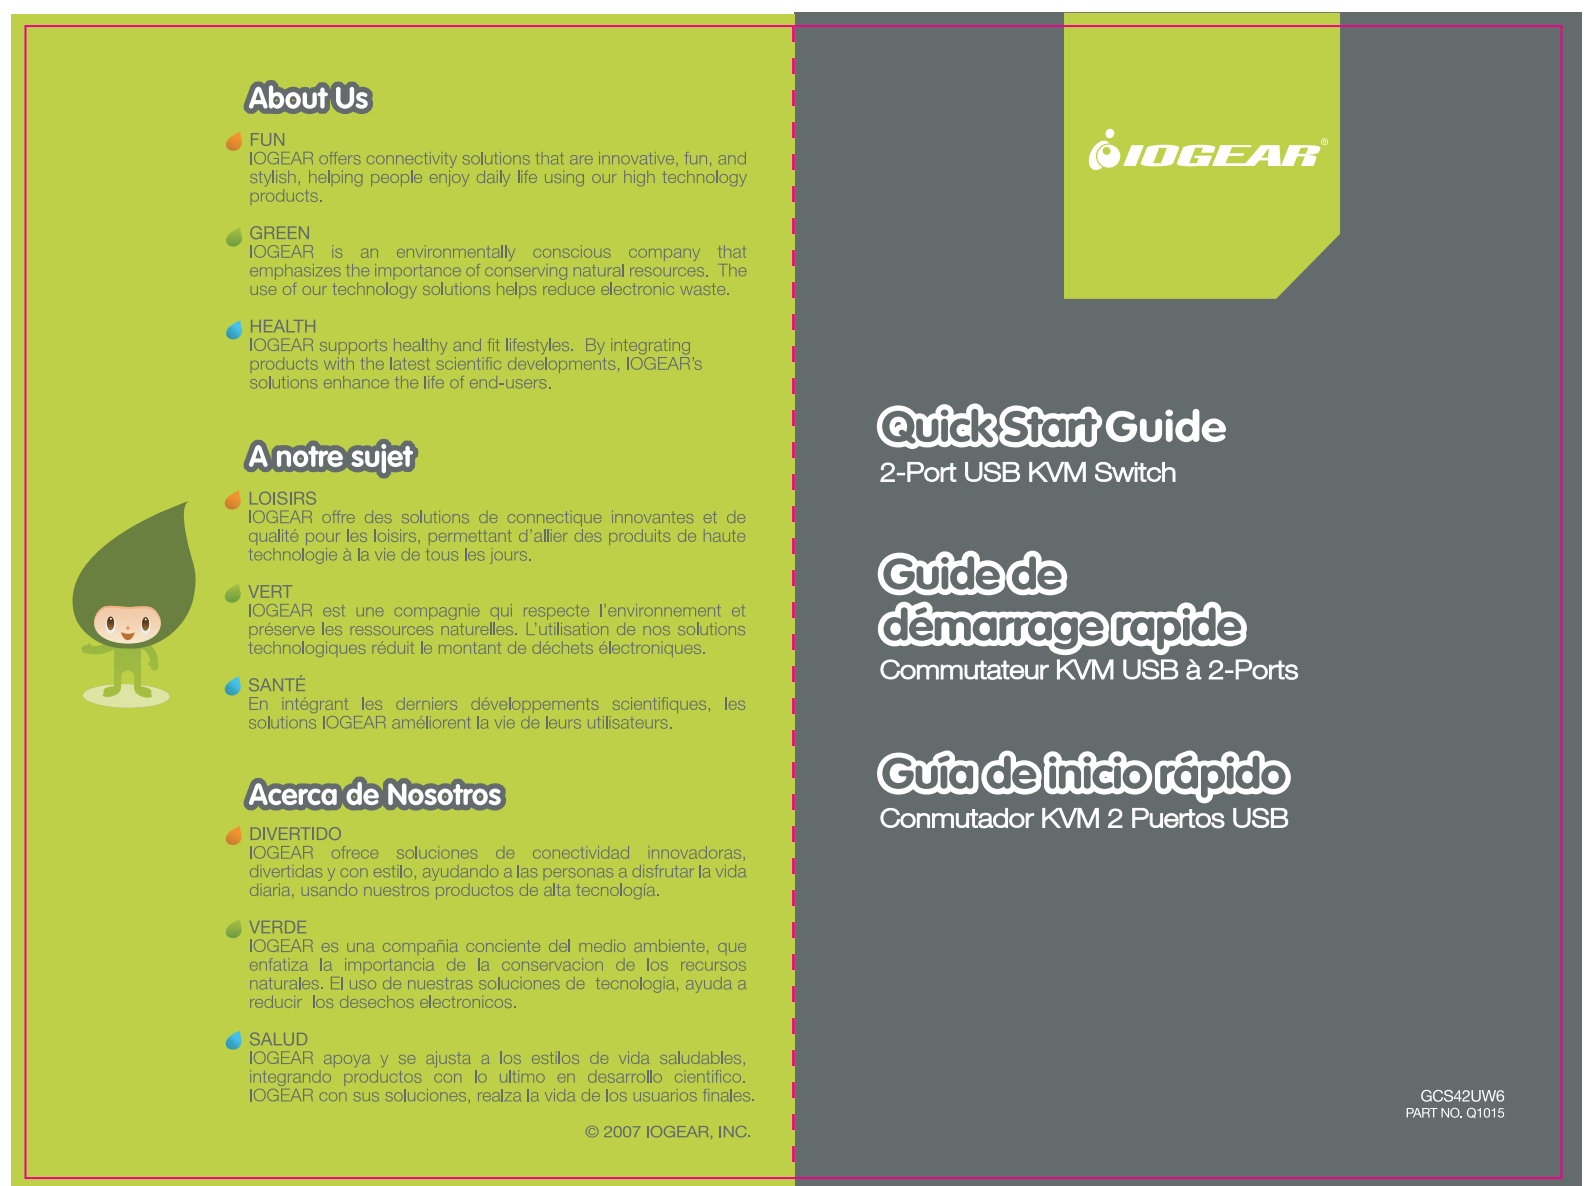 About Us
FUN
IOGEAR offers connectivity solutions that are innovative, fun, and
stylish, helping people enjoy daily life using our high technology
products.
GREEN
IOGEAR is an environmentally conscious company that
emphasizes the importance of conserving natural resources. The
use of our technology solutions helps reduce electronic waste.
HEALTH
IOGEAR supports healthy and fit lifestyles. By integrating
products with the latest scientific developments, IOGEAR's
solutions enhance the life of end-users.
A notre sujet
LOISIRS
IOGEAR offre des solutions de connectique innovantes et de
qualité pour les loisirs, permettant d'allier des produits de haute
technologie à la vie de tous les jours.
VERT
IOGEAR est une compagnie qui respecte l'environnement et
préserve les ressources naturelles. L'utilisation de nos solutions
technologiques réduit le montant de déchets électroniques.
SANTÉ
En intégrant les derniers développements scientifiques, les
solutions IOGEAR améliorent la vie de leurs utilisateurs.
Acerca de Nosotros
DIVERTIDO
IOGEAR ofrece soluciones de conectividad innovadoras,
divertidas y con estilo, ayudando a las personas a disfrutar la vida
diaria, usando nuestros productos de alta tecnología.
VERDE
IOGEAR es una compañia conciente del medio ambiente, que
enfatiza la importancia de la conservacion de los recursos
naturales. El uso de nuestras soluciones de tecnologia, ayuda a
reducir los desechos electronicos.
SALUD
IOGEAR apoya y se ajusta a los estilos de vida saludables,
integrando productos con lo ultimo en desarrollo cientifico.
IOGEAR con sus soluciones, realza la vida de los usuarios finales.
© 2007 IOGEAR, INC.
IOGEAR®
Quick Start Guide
2-Port USB KVM Switch
Guide de
démarrage rapide
Commutateur KVM USB à 2-Ports
Guía de inicio rápido
Conmutador KVM 2 Puertos USB
GCS42UW6
PART NO. Q1015